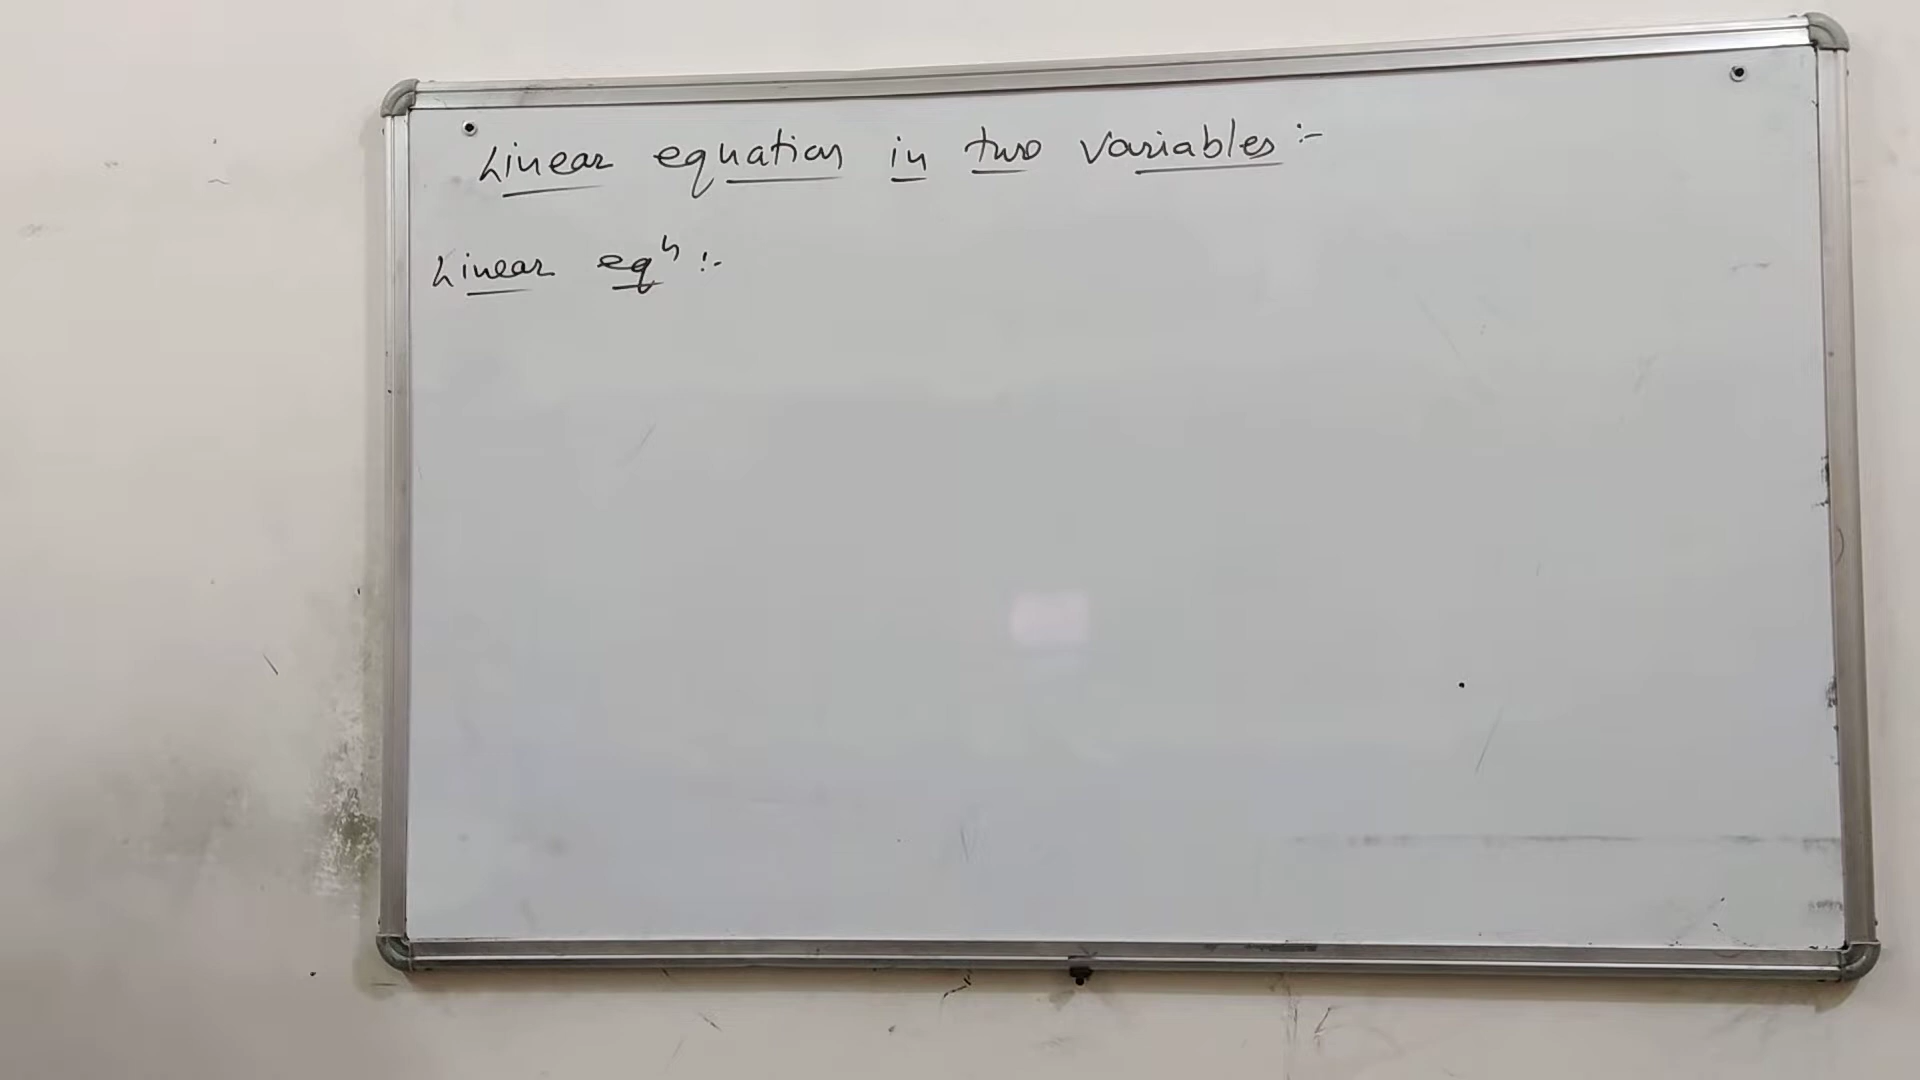 Linear equation in two variables :-
Linear eqⁿ :-